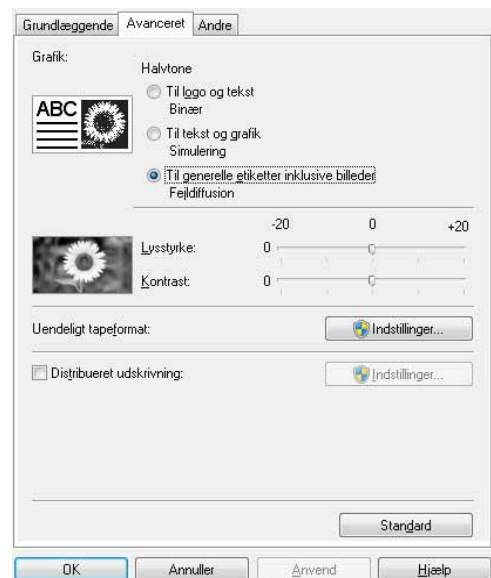 Grundlæggende Avanceret Andre
Grafik:
Halvtone
ABC
Til logo og tekst
Binær
Til tekst og grafik
Simulering
Til generelle etiketter inklusive billeder
Fejldiffusion
-20 0 +20
Lysstyrke: 0
Kontrast: 0
Uendeligt tapeformat: Indstillinger...
Distribueret udskrivning: Indstillinger...
Standard
OK Annuller Anvend Hjælp